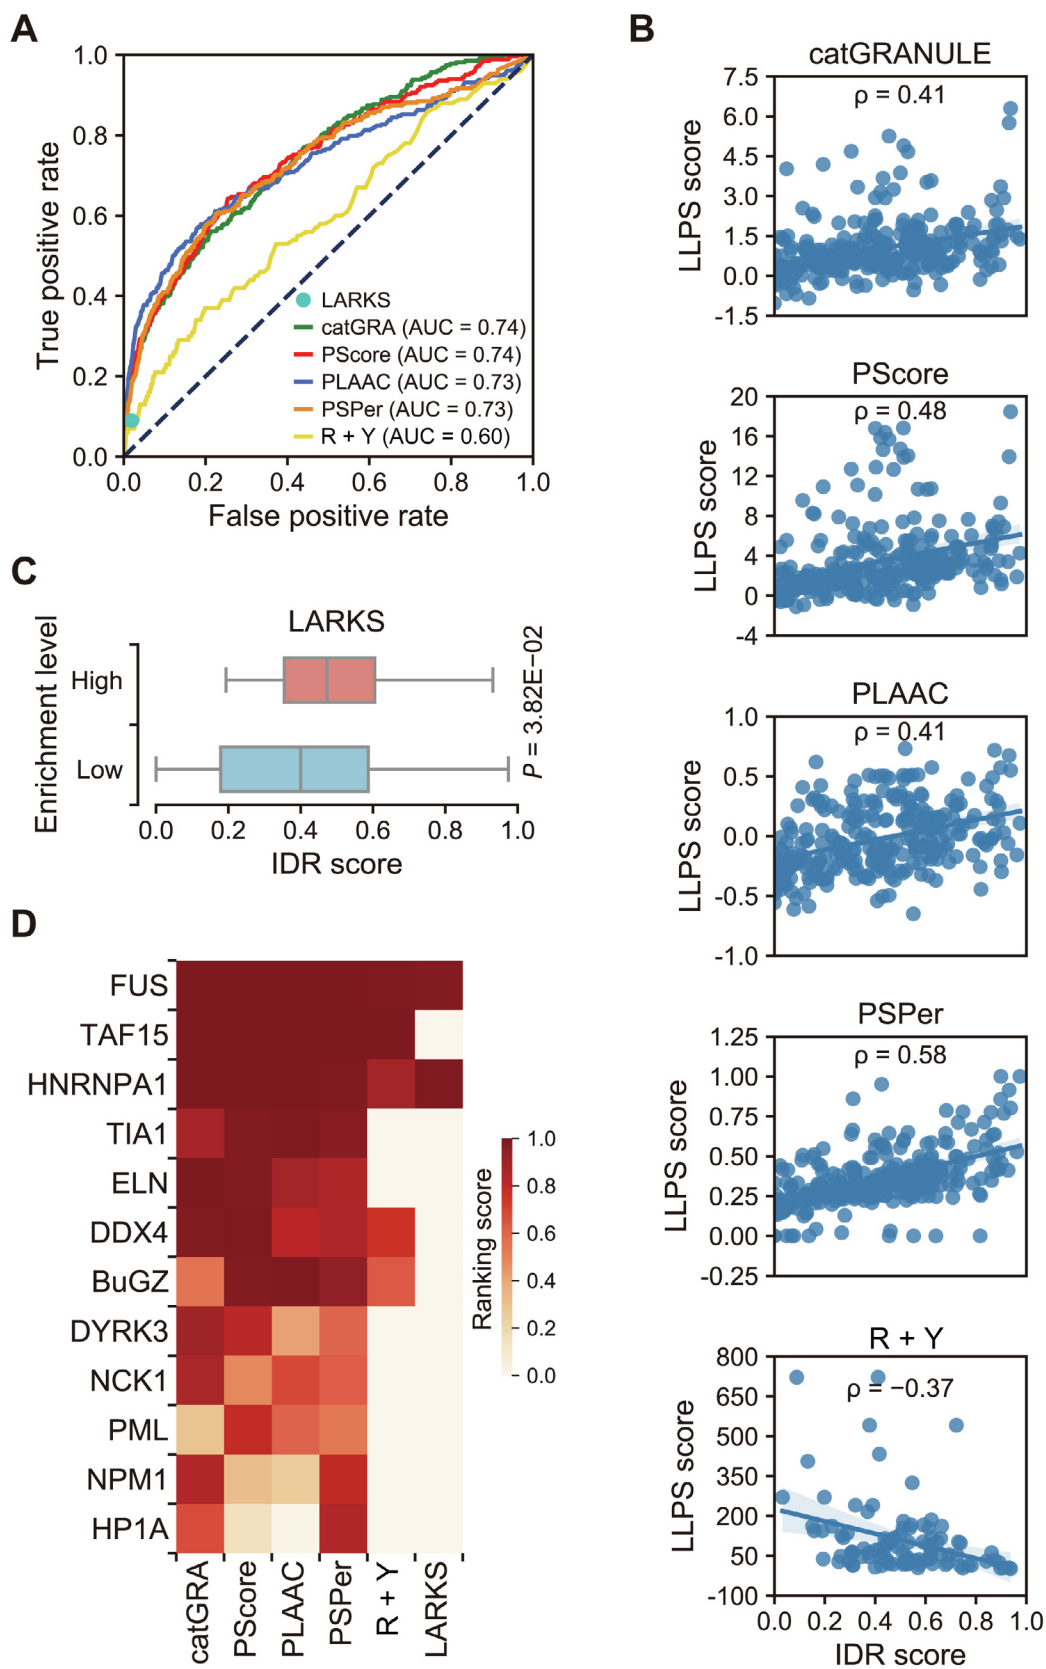 A
1.0
0.8
0.6
0.4
0.2
0.0
True positive rate
LARKS
catGRA (AUC = 0.74)
PScore (AUC = 0.74)
PLAAC (AUC = 0.73)
PSPer (AUC = 0.73)
R + Y (AUC = 0.60)
0.0 0.2 0.4 0.6 0.8 1.0
False positive rate
B
catGRANULE
ρ = 0.41
7.5
6.0
4.5
3.0
1.5
0.0
-1.5
LLPS score
PScore
ρ = 0.48
20
16
12
8
4
0
-4
LLPS score
PLAAC
ρ = 0.41
1.0
0.5
0.0
-0.5
-1.0
LLPS score
PSPer
ρ = 0.58
1.25
1.00
0.75
0.50
0.25
0.00
-0.25
LLPS score
R + Y
ρ = −0.37
800
650
500
350
200
50
-100
LLPS score
0.0 0.2 0.4 0.6 0.8 1.0
IDR score
C
LARKS
Enrichment level
High
Low
P = 3.82E−02
0.0 0.2 0.4 0.6 0.8 1.0
IDR score
D
FUS
TAF15
HNRNPA1
TIA1
ELN
DDX4
BuGZ
DYRK3
NCK1
PML
NPM1
HP1A
catGRA
PScore
PLAAC
PSPer
R + Y
LARKS
Ranking score
1.0
0.8
0.6
0.4
0.2
0.0